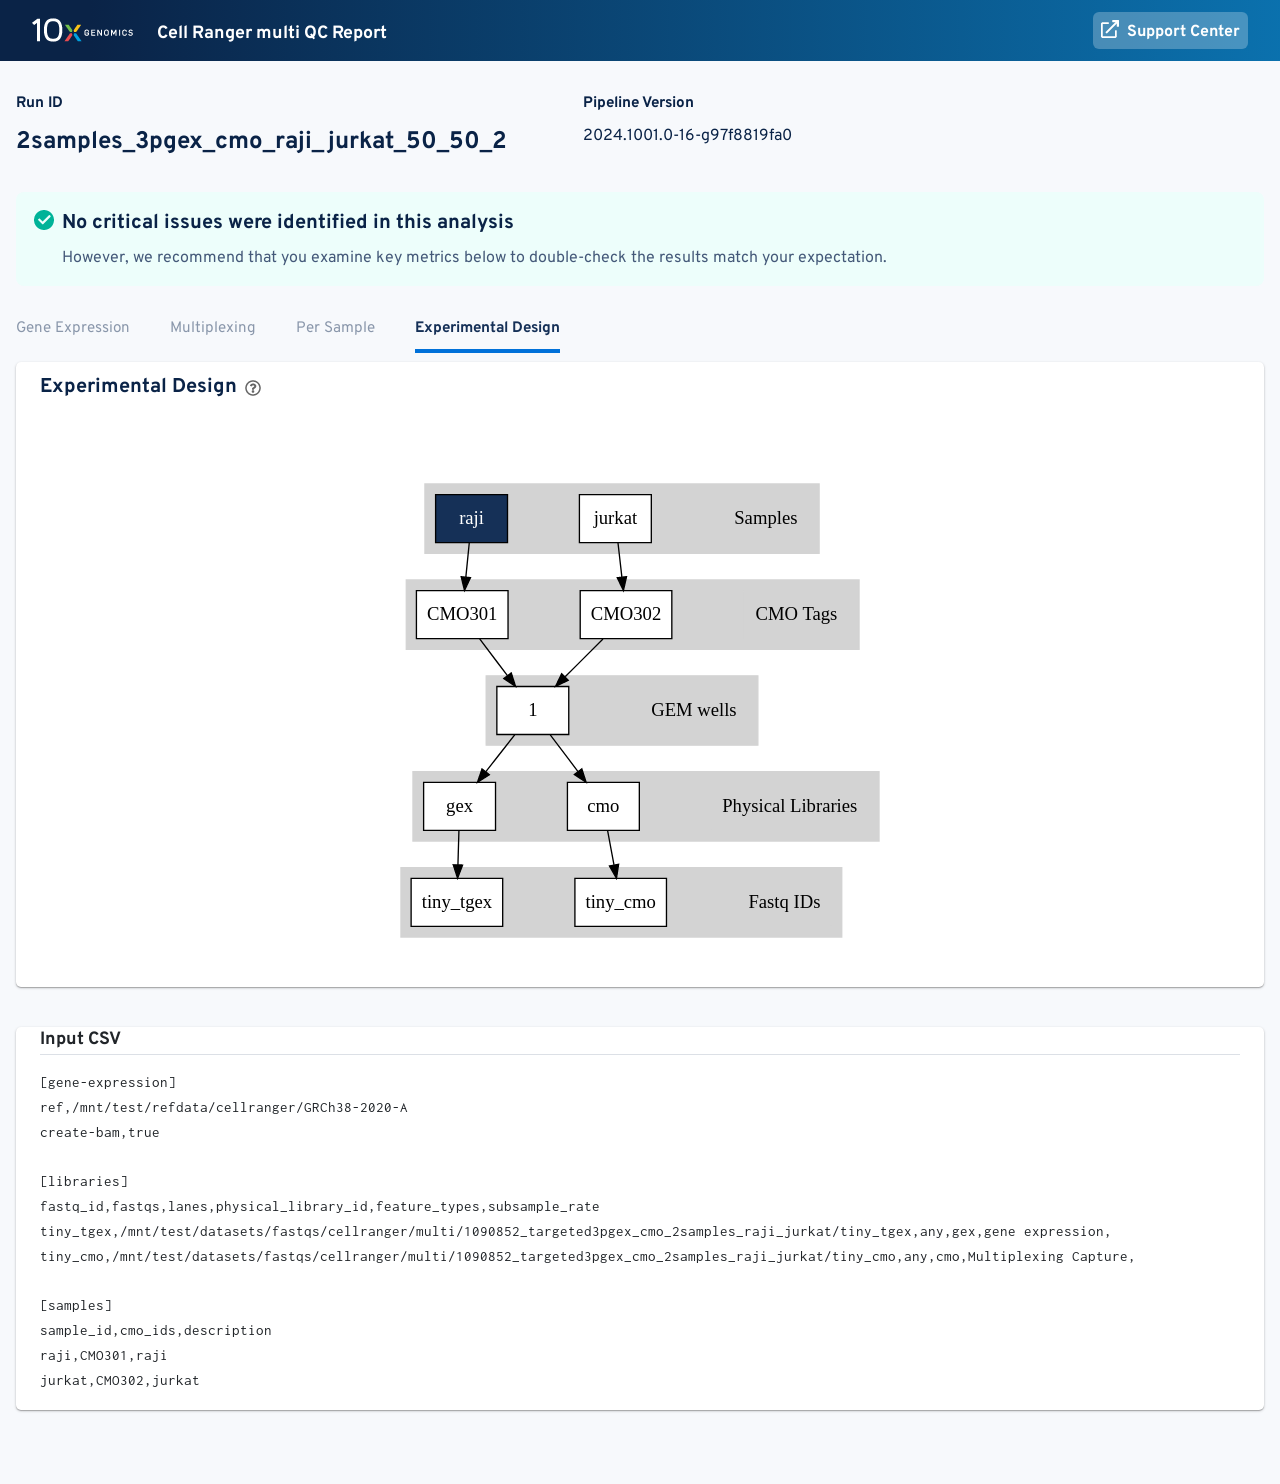 10x GENOMICS Cell Ranger multi QC Report Support Center
Run ID Pipeline Version
2samples_3pgex_cmo_raji_jurkat_50_50_2 2024.1001.0-16-g97f8819fa0
No critical issues were identified in this analysis
However, we recommend that you examine key metrics below to double-check the results match your expectation.
Gene Expression Multiplexing Per Sample Experimental Design
Experimental Design ?
raji jurkat Samples
CMO301 CMO302 CMO Tags
1 GEM wells
gex cmo Physical Libraries
tiny_tgex tiny_cmo Fastq IDs
Input CSV
[gene-expression]
ref,/mnt/test/refdata/cellranger/GRCh38-2020-A
create-bam,true
[libraries]
fastq_id,fastqs,lanes,physical_library_id,feature_types,subsample_rate
tiny_tgex,/mnt/test/datasets/fastqs/cellranger/multi/1090852_targeted3pgex_cmo_2samples_raji_jurkat/tiny_tgex,any,gex,gene expression,
tiny_cmo,/mnt/test/datasets/fastqs/cellranger/multi/1090852_targeted3pgex_cmo_2samples_raji_jurkat/tiny_cmo,any,cmo,Multiplexing Capture,
[samples]
sample_id,cmo_ids,description
raji,CMO301,raji
jurkat,CMO302,jurkat